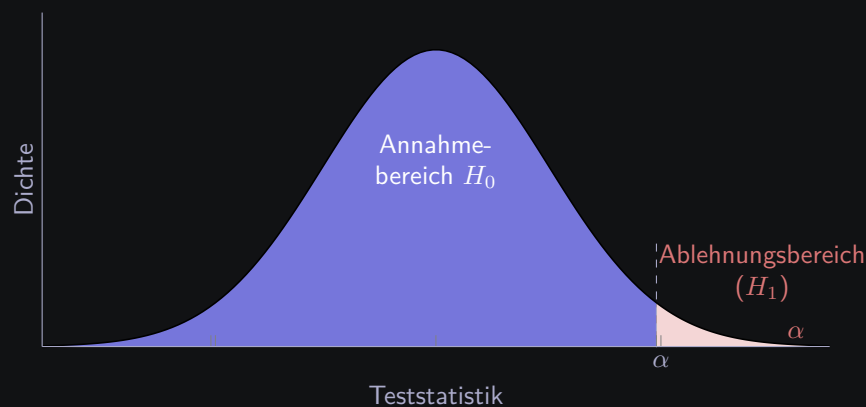 Dichte
Annahme-
bereich H₀
Ablehnungsbereich
(H₁)
α
α
Teststatistik